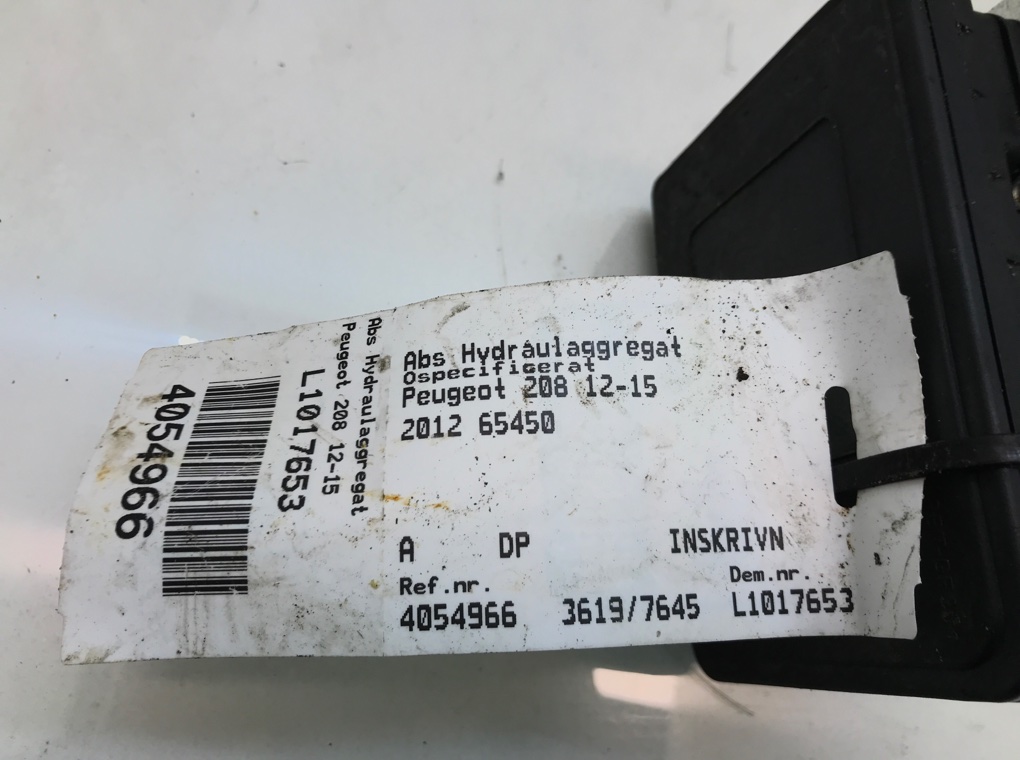 Abs Hydraulaggregat
Ospecificerat
Peugeot 208 12-15
2012 65450
A DP INSKRIVN
Ref.nr. Dem.nr.
4054966 3619/7645 L1017653
Abs Hydraulaggregat
Peugeot 208 12-15
L1017653
4054966